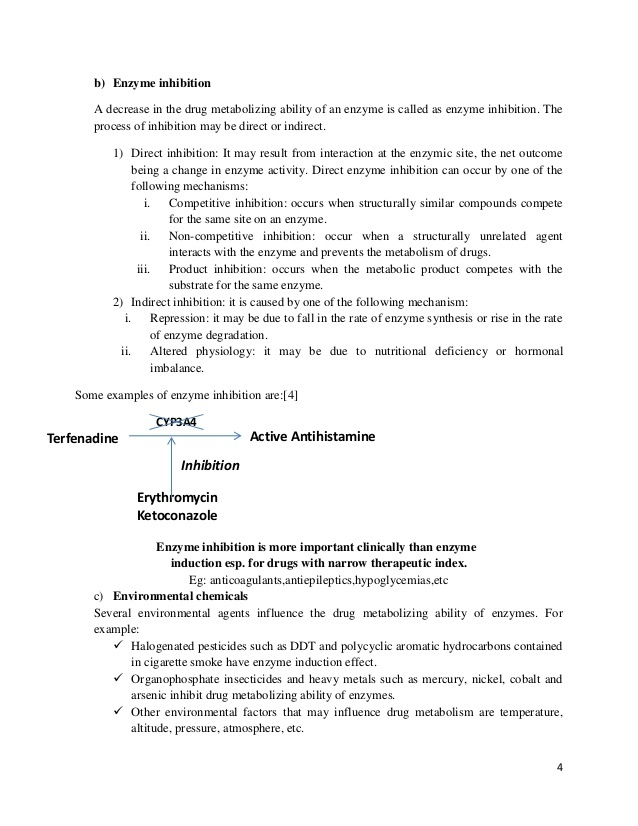 b) Enzyme inhibition
A decrease in the drug metabolizing ability of an enzyme is called as enzyme inhibition. The
process of inhibition may be direct or indirect.
1) Direct inhibition: It may result from interaction at the enzymic site, the net outcome
being a change in enzyme activity. Direct enzyme inhibition can occur by one of the
following mechanisms:
i. Competitive inhibition: occurs when structurally similar compounds compete
for the same site on an enzyme.
ii. Non-competitive inhibition: occur when a structurally unrelated agent
interacts with the enzyme and prevents the metabolism of drugs.
iii. Product inhibition: occurs when the metabolic product competes with the
substrate for the same enzyme.
2) Indirect inhibition: it is caused by one of the following mechanism:
i. Repression: it may be due to fall in the rate of enzyme synthesis or rise in the rate
of enzyme degradation.
ii. Altered physiology: it may be due to nutritional deficiency or hormonal
imbalance.
Some examples of enzyme inhibition are:[4]
CYP3A4
Terfenadine Active Antihistamine
Inhibition
Erythromycin
Ketoconazole
Enzyme inhibition is more important clinically than enzyme
induction esp. for drugs with narrow therapeutic index.
Eg: anticoagulants,antiepileptics,hypoglycemias,etc
c) Environmental chemicals
Several environmental agents influence the drug metabolizing ability of enzymes. For
example:
✓ Halogenated pesticides such as DDT and polycyclic aromatic hydrocarbons contained
in cigarette smoke have enzyme induction effect.
✓ Organophosphate insecticides and heavy metals such as mercury, nickel, cobalt and
arsenic inhibit drug metabolizing ability of enzymes.
✓ Other environmental factors that may influence drug metabolism are temperature,
altitude, pressure, atmosphere, etc.
4